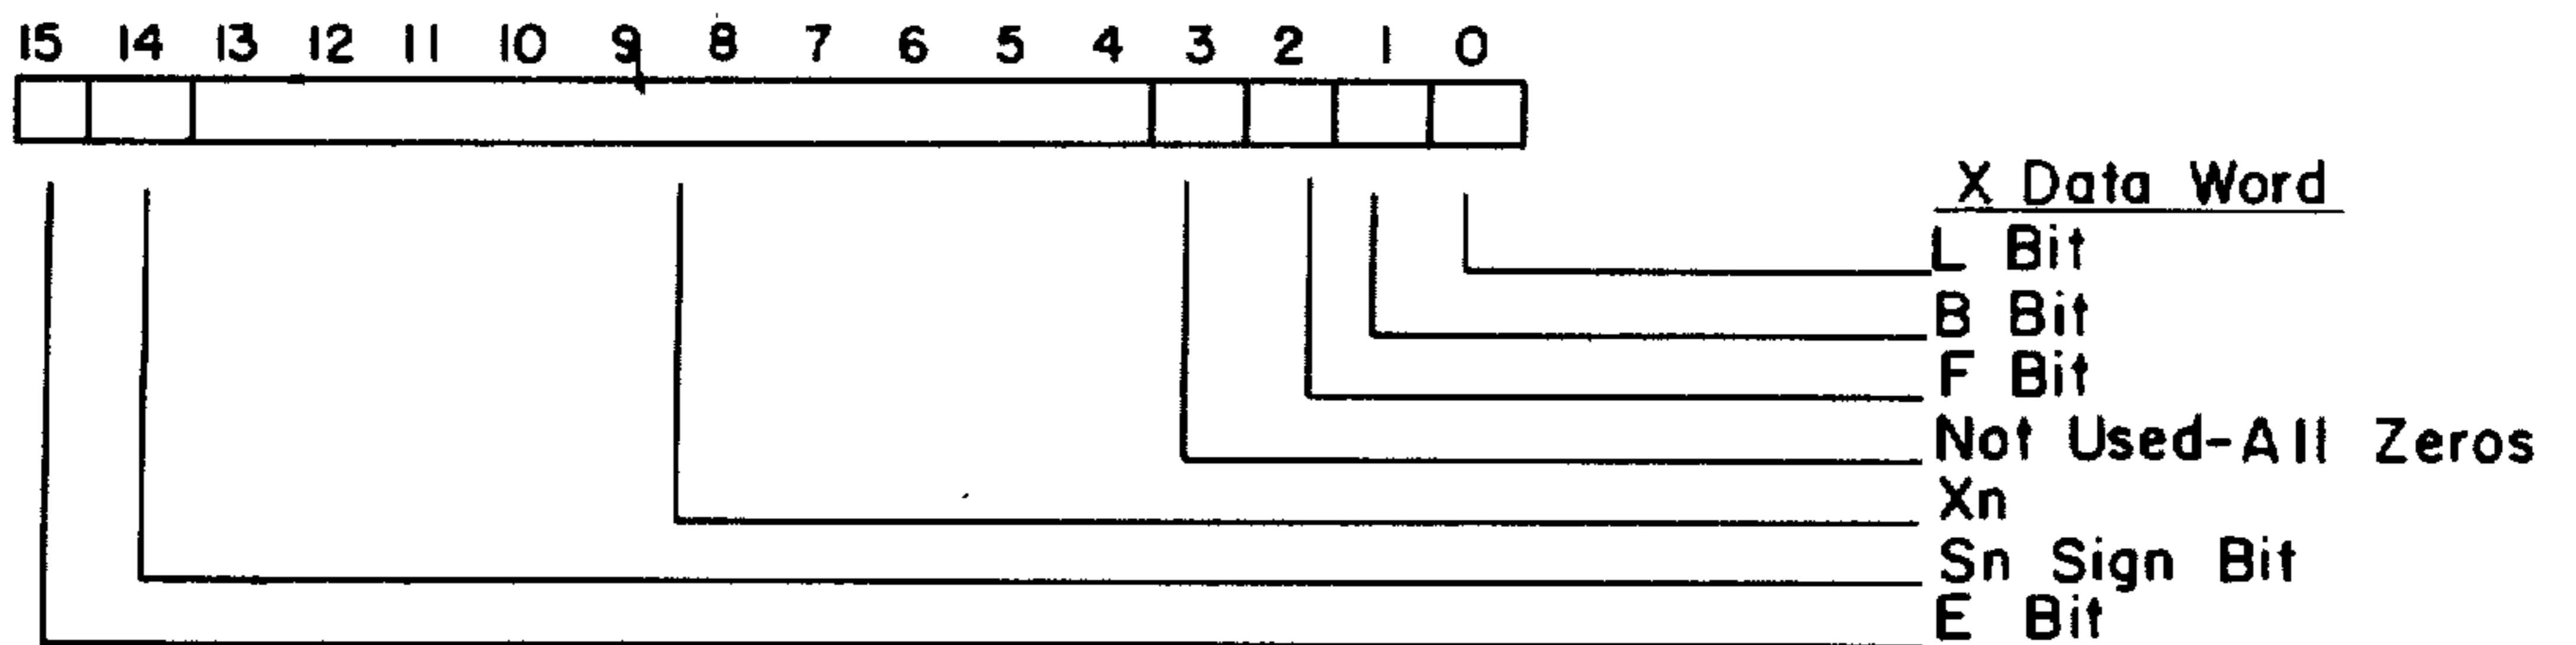 15 14 13 12 11 10 9 8 7 6 5 4 3 2 1 0
X Data Word
L Bit
B Bit
F Bit
Not Used-All Zeros
Xn
Sn Sign Bit
E Bit